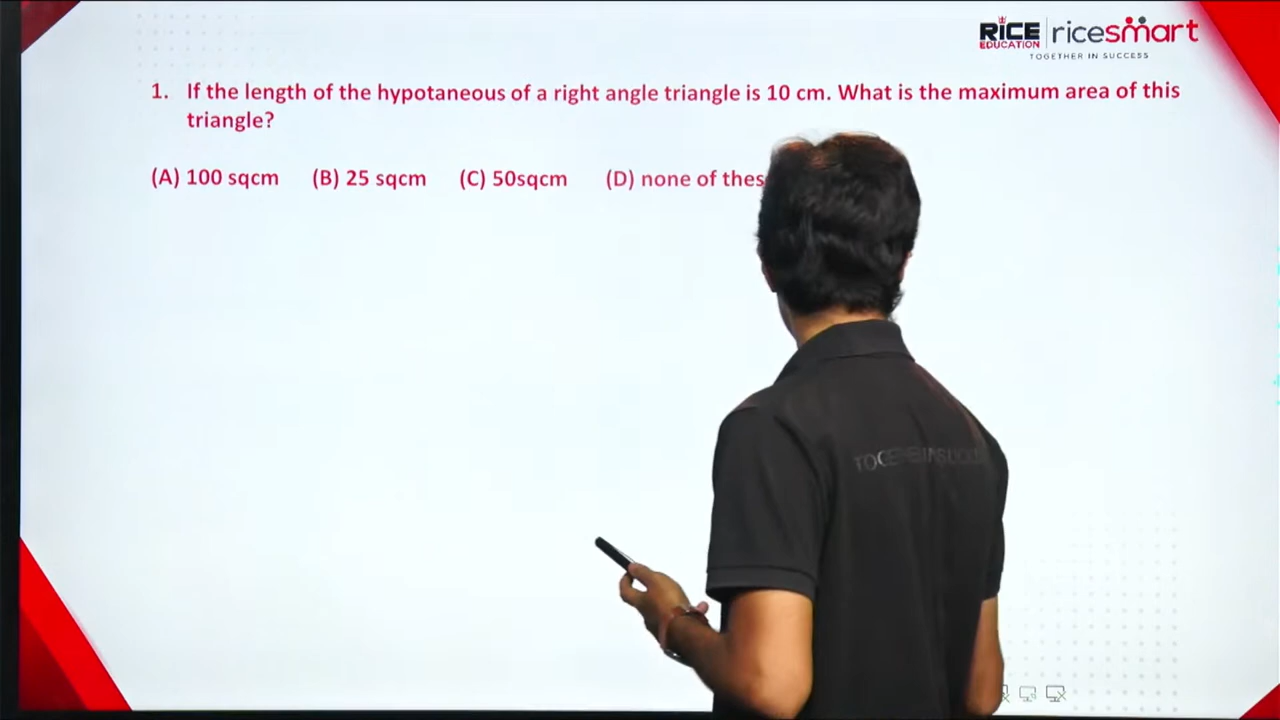 RICE EDUCATION ricesmart
TOGETHER IN SUCCESS
1. If the length of the hypotaneous of a right angle triangle is 10 cm. What is the maximum area of this
triangle?
(A) 100 sqcm (B) 25 sqcm (C) 50sqcm (D) none of thes